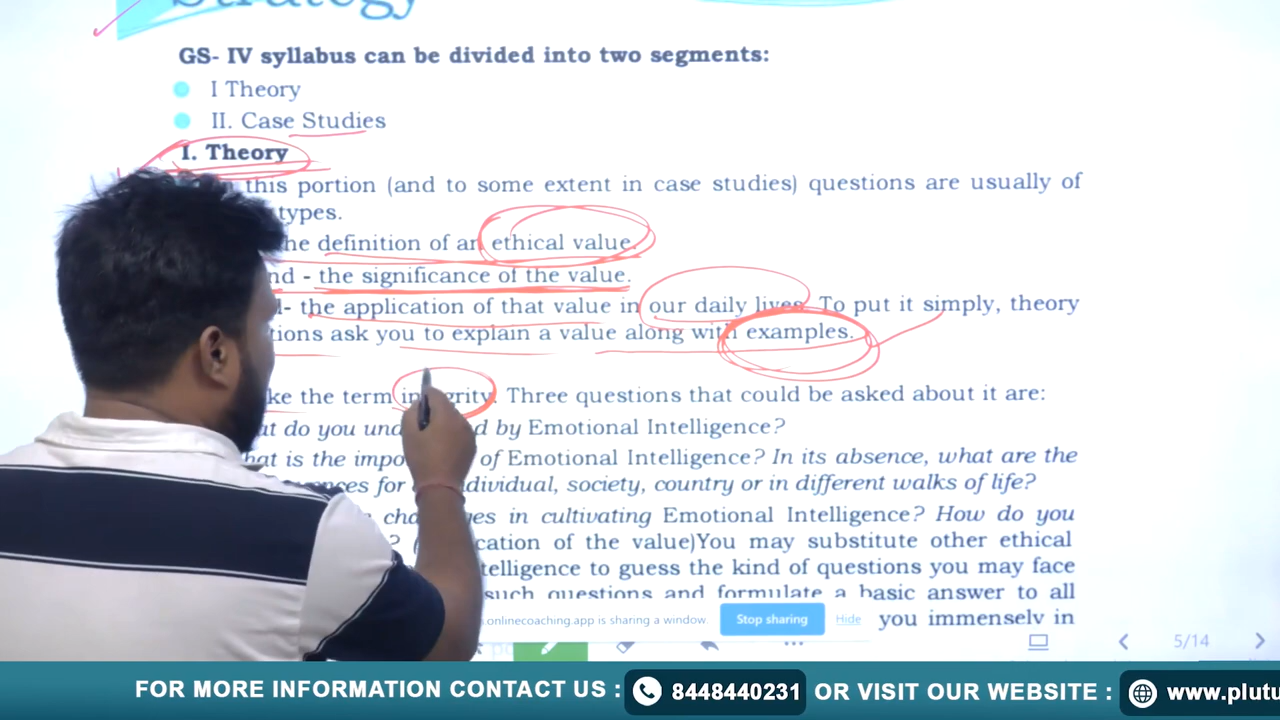 Strategy
GS- IV syllabus can be divided into two segments:
I Theory
II. Case Studies
I. Theory
this portion (and to some extent in case studies) questions are usually of
types.
he definition of an ethical value.
nd - the significance of the value.
- the application of that value in our daily lives. To put it simply, theory
tions ask you to explain a value along with examples.
ke the term integrity. Three questions that could be asked about it are:
at do you und d by Emotional Intelligence?
hat is the impo of Emotional Intelligence? In its absence, what are the
for dividual, society, country or in different walks of life?
cha ges in cultivating Emotional Intelligence? How do you
? ( cation of the value)You may substitute other ethical
telligence to guess the kind of questions you may face
such questions and formulate a basic answer to all
onlinecoaching.app is sharing a window. Stop sharing Hide you immensely in
5/14
FOR MORE INFORMATION CONTACT US : 8448440231 OR VISIT OUR WEBSITE : www.plutu